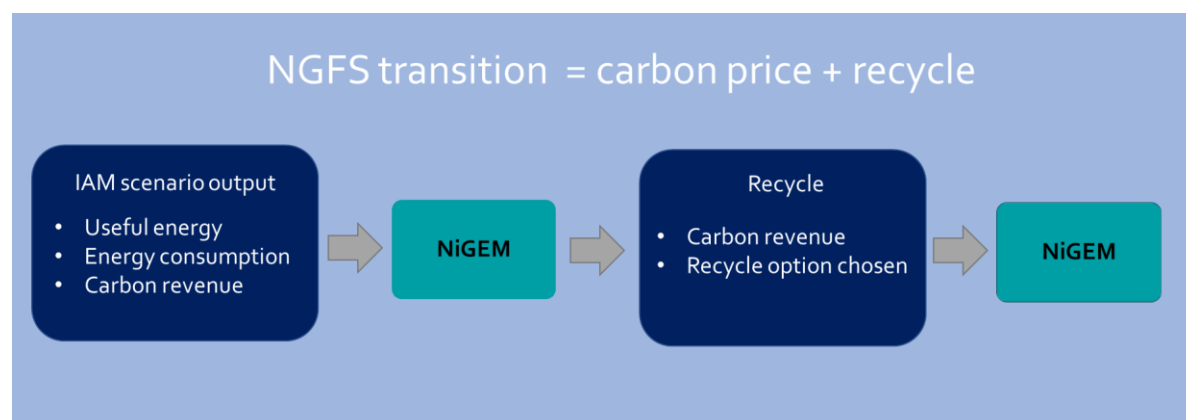 NGFS transition = carbon price + recycle
IAM scenario output
• Useful energy
• Energy consumption
• Carbon revenue
NiGEM
Recycle
• Carbon revenue
• Recycle option chosen
NiGEM